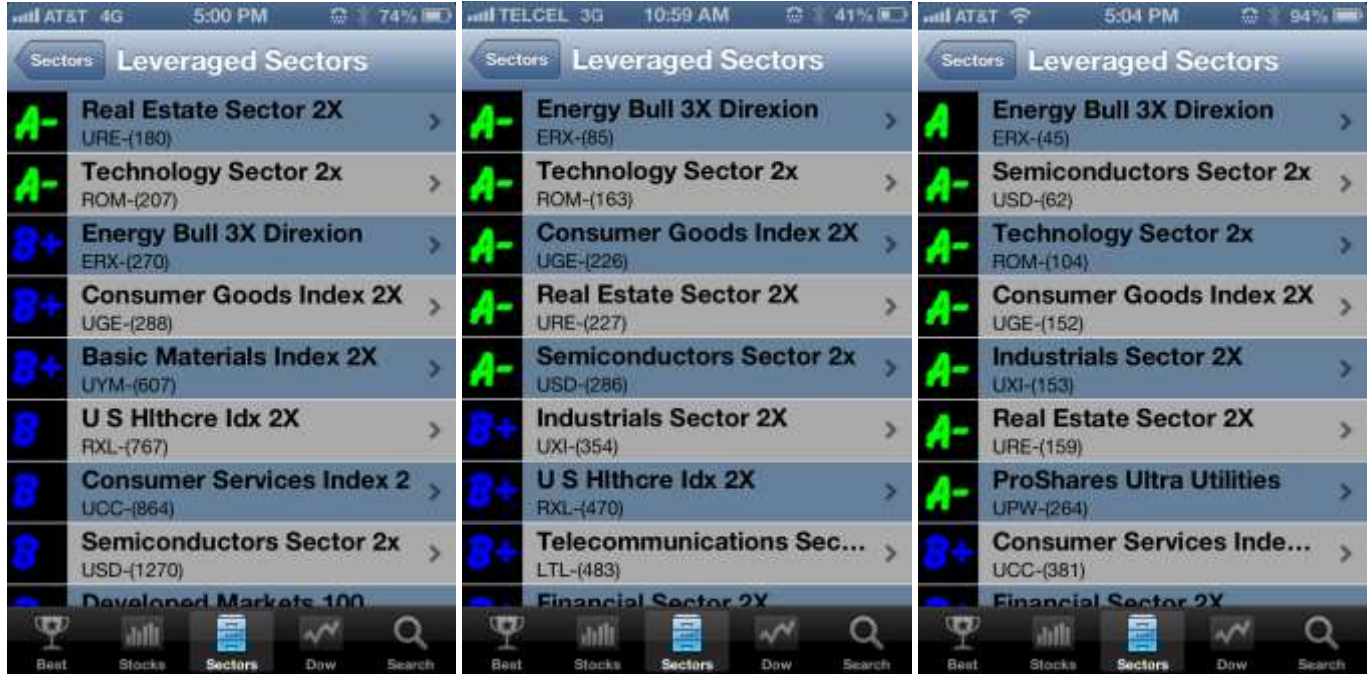 AT&T 4G 5:00 PM 74%
Sectors Leveraged Sectors
A- Real Estate Sector 2X
URE-(180)
A- Technology Sector 2x
ROM-(207)
B+ Energy Bull 3X Direxion
ERX-(270)
B+ Consumer Goods Index 2X
UGE-(288)
B+ Basic Materials Index 2X
UYM-(607)
B U S Hlthcre Idx 2X
RXL-(767)
B Consumer Services Index 2
UCC-(864)
B Semiconductors Sector 2x
USD-(1270)
Developed Markets 100
Best Stocks Sectors Dow Search
TELCEL 3G 10:59 AM 41%
Sectors Leveraged Sectors
A- Energy Bull 3X Direxion
ERX-(85)
A- Technology Sector 2x
ROM-(163)
A- Consumer Goods Index 2X
UGE-(226)
A- Real Estate Sector 2X
URE-(227)
A- Semiconductors Sector 2x
USD-(286)
B+ Industrials Sector 2X
UXI-(354)
B+ U S Hlthcre Idx 2X
RXL-(470)
B+ Telecommunications Sec...
LTL-(483)
Financial Sector 2X
Best Stocks Sectors Dow Search
AT&T 5:04 PM 94%
Sectors Leveraged Sectors
A Energy Bull 3X Direxion
ERX-(45)
A- Semiconductors Sector 2x
USD-(62)
A- Technology Sector 2x
ROM-(104)
A- Consumer Goods Index 2X
UGE-(152)
A- Industrials Sector 2X
UXI-(153)
A- Real Estate Sector 2X
URE-(159)
A- ProShares Ultra Utilities
UPW-(264)
B+ Consumer Services Inde...
UCC-(381)
Financial Sector 2X
Best Stocks Sectors Dow Search